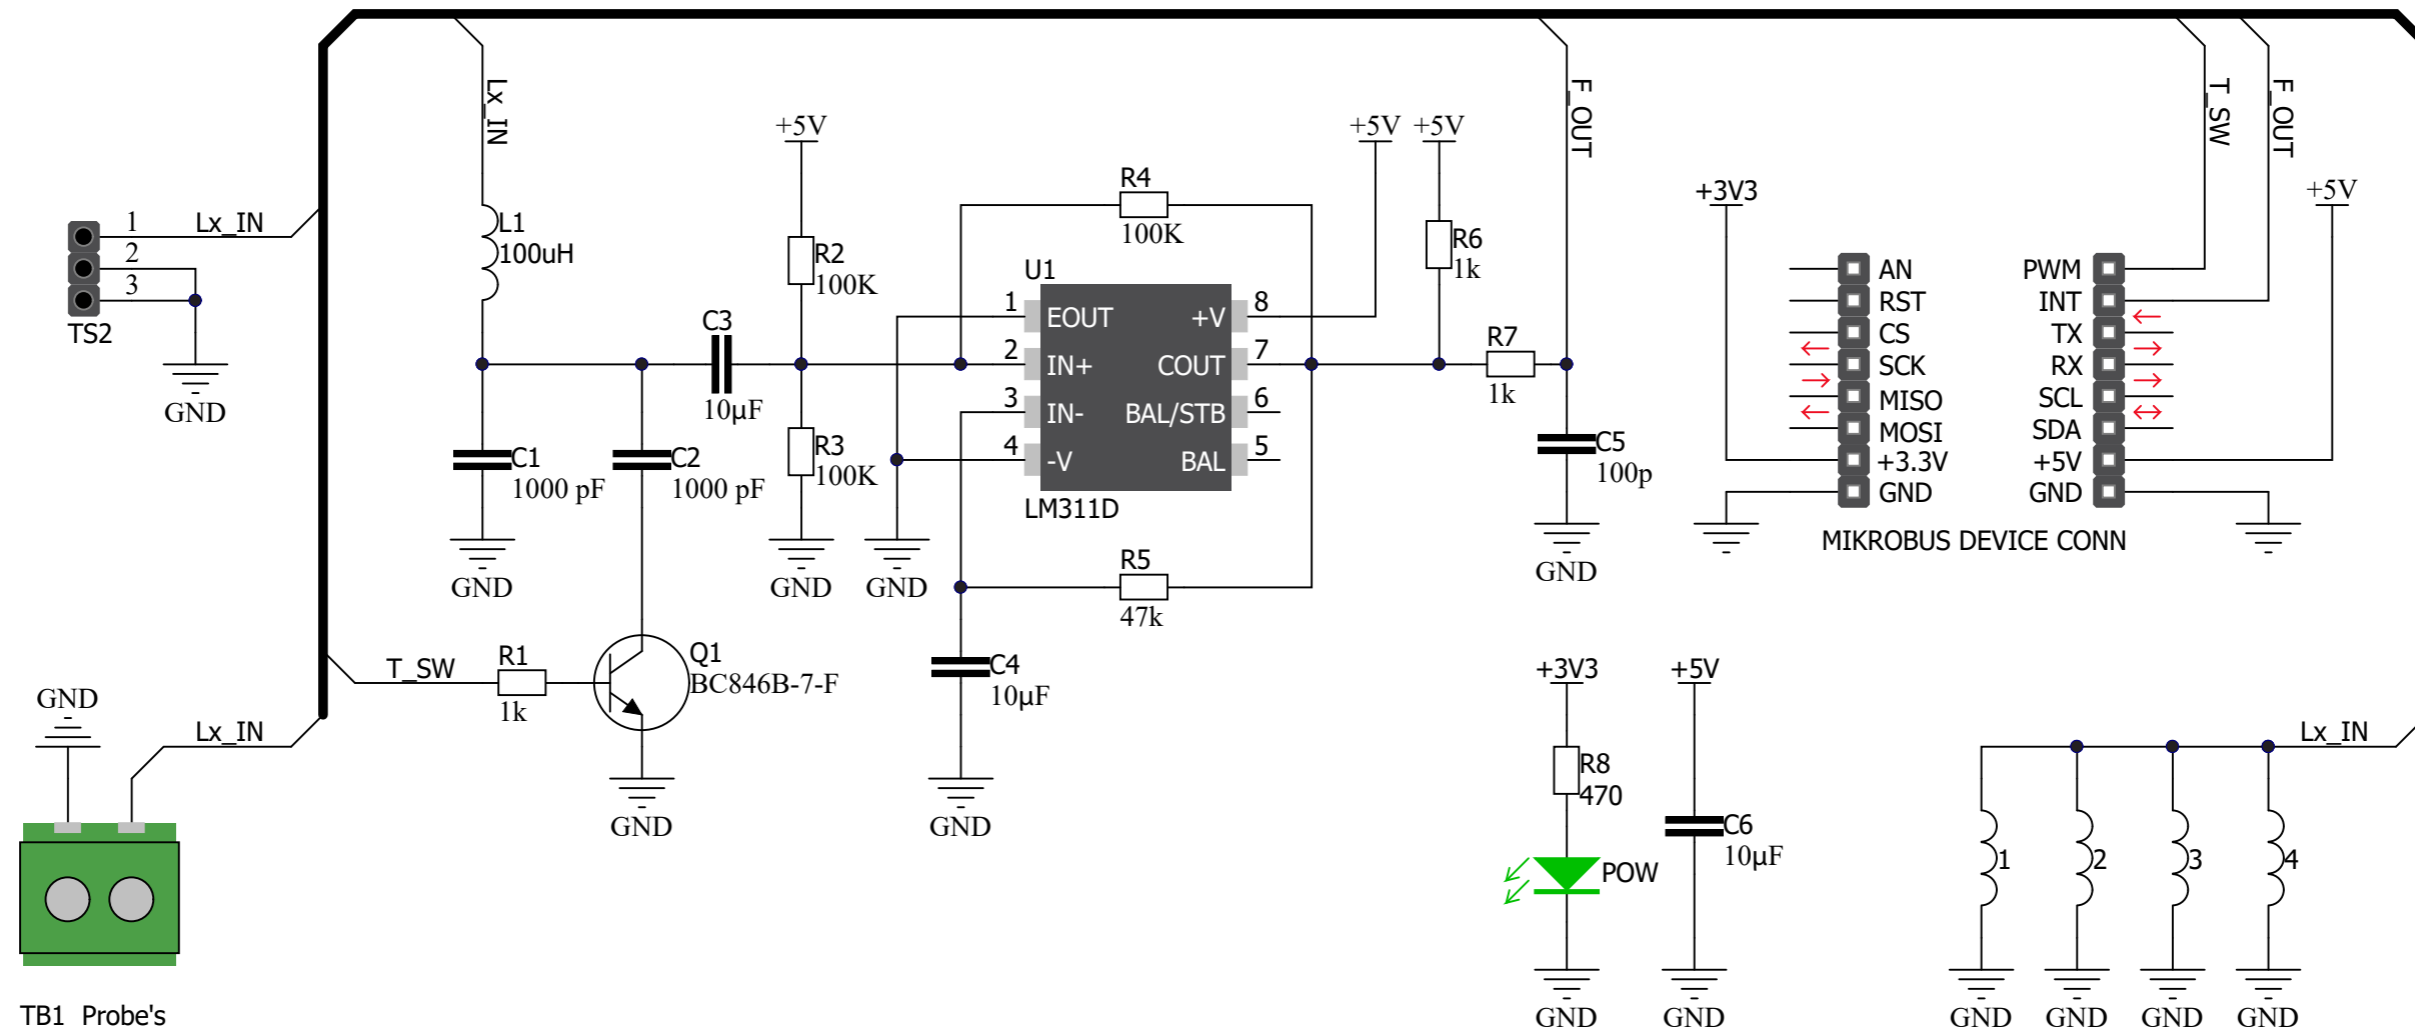 Lx_IN
F_OUT
T_SW
F_OUT
+5V
+5V
+5V
+3V3
+5V
1
2
3
Lx_IN
TS2
GND
L1
100uH
R2
100K
C3
10µF
R3
100K
R4
100K
U1
1
2
3
4
EOUT
IN+
IN-
-V
+V
COUT
BAL/STB
BAL
8
7
6
5
LM311D
R6
1k
R7
1k
C5
100p
GND
AN
RST
CS
SCK
MISO
MOSI
+3.3V
GND
PWM
INT
TX
RX
SCL
SDA
+5V
GND
MIKROBUS DEVICE CONN
C1
1000 pF
GND
C2
1000 pF
GND
GND
R5
47k
C4
10µF
GND
T_SW
R1
1k
Q1
BC846B-7-F
GND
GND
Lx_IN
TB1 Probe's
+3V3
R8
470
POW
GND
+5V
C6
10µF
GND
Lx_IN
1
2
3
4
GND
GND
GND
GND